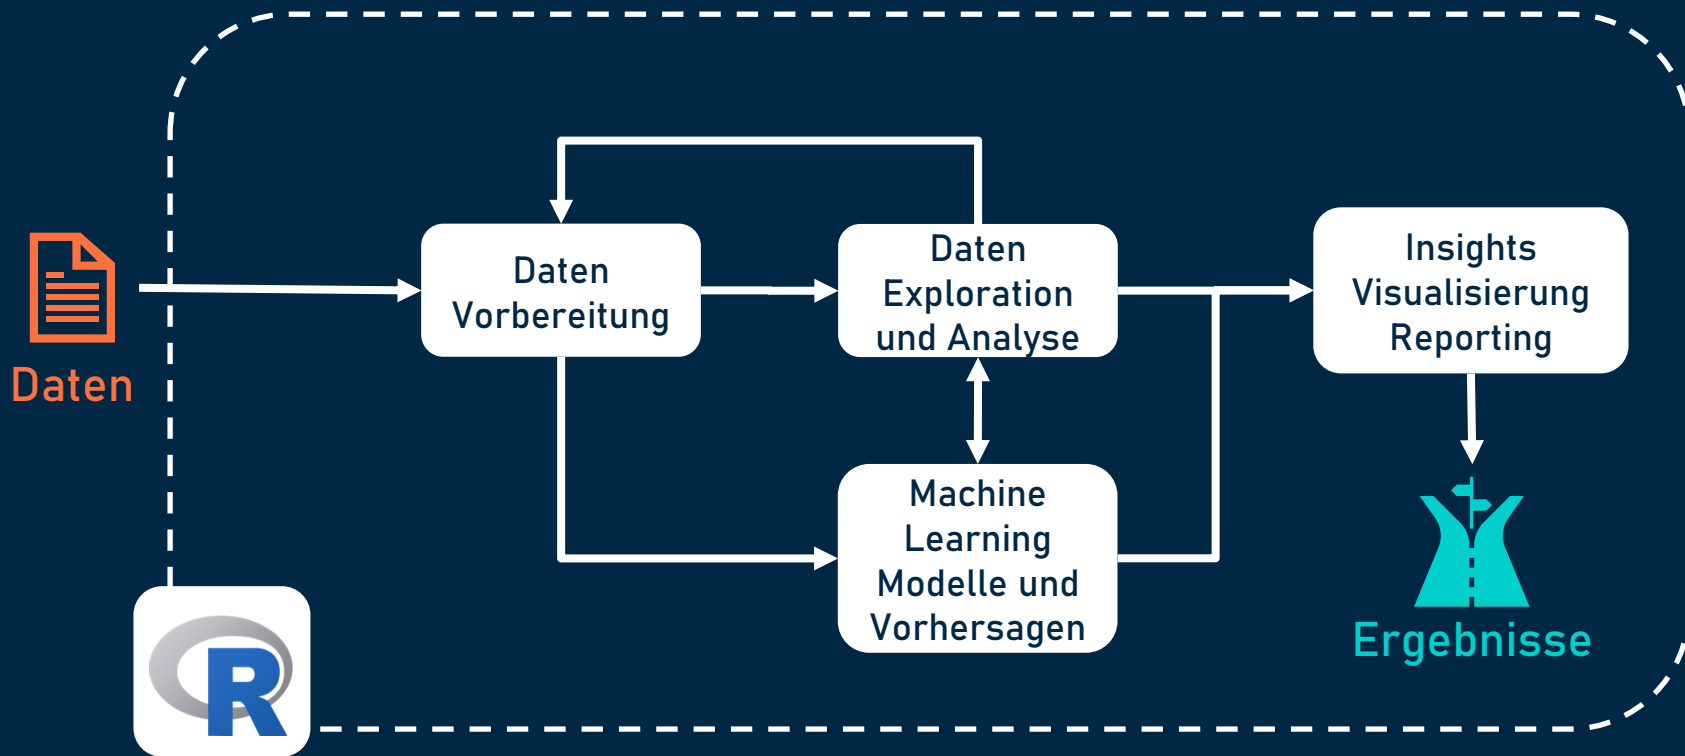 Daten
Daten
Vorbereitung
Daten
Exploration
und Analyse
Machine
Learning
Modelle und
Vorhersagen
Insights
Visualisierung
Reporting
Ergebnisse
R